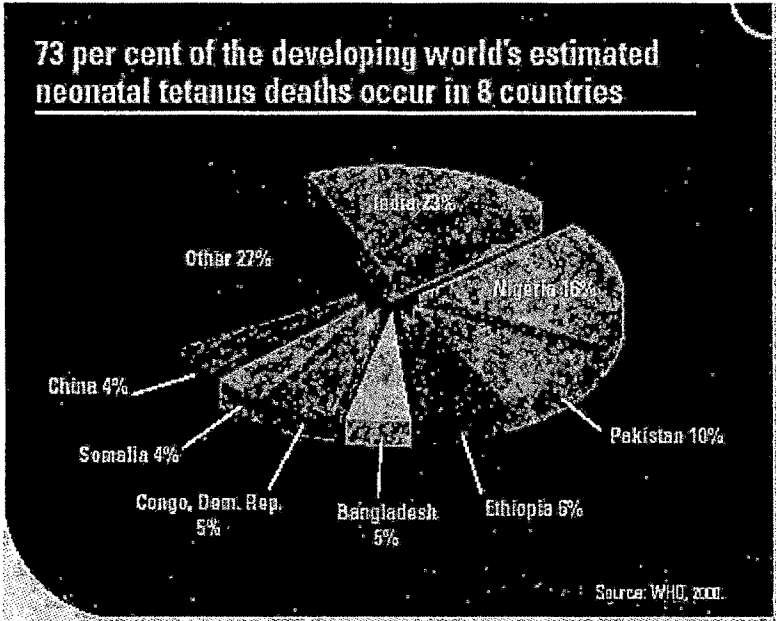 73 per cent of the developing world's estimated
neonatal tetanus deaths occur in 8 countries
India 23%
Other 27%
Nigeria 16%
China 4%
Pakistan 10%
Somalia 4%
Congo, Dem. Rep.
5%
Bangladesh
5%
Ethiopia 6%
Source: WHO, 2000.